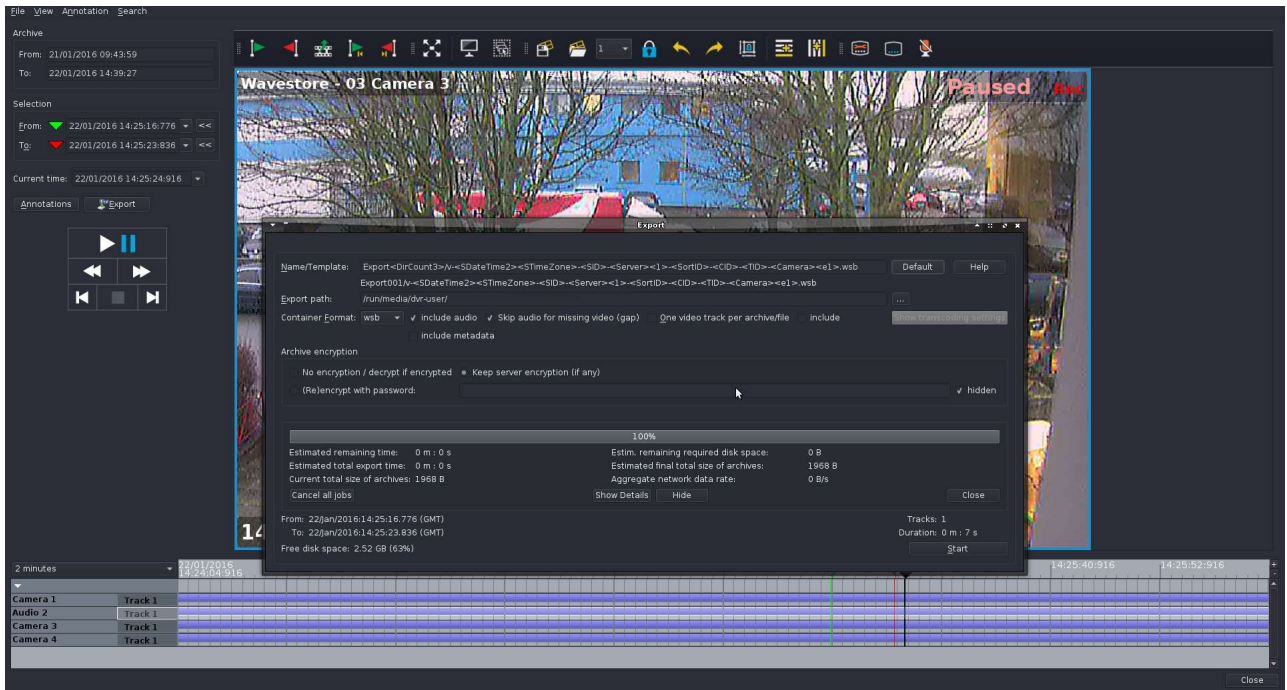 File View Annotation Search
Archive
From: 21/01/2016 09:43:59
To: 22/01/2016 14:39:27
Selection
From: 22/01/2016 14:25:16:776 <<
To: 22/01/2016 14:25:23:836 <<
Current time: 22/01/2016 14:25:24:916
Annotations Export
1
Wavestore - 03 Camera 3 Paused Rec
Export
Name/Template: Export<DirCount3>/v-<SDateTime2><STimeZone>-<SID>-<Server><1>-<SortID>-<CID>-<TID>-<Camera><e1>.wsb Default Help
Export001/v-<SDateTime2><STimeZone>-<SID>-<Server><1>-<SortID>-<CID>-<TID>-<Camera><e1>.wsb
Export path: /run/media/dvr-user/ ...
Container Format: wsb include audio Skip audio for missing video (gap) One video track per archive/file include Show transcoding settings
include metadata
Archive encryption
No encryption / decrypt if encrypted Keep server encryption (if any)
(Re)encrypt with password: hidden
100%
Estimated remaining time: 0 m : 0 s Estim. remaining required disk space: 0 B
Estimated total export time: 0 m : 0 s Estimated final total size of archives: 1968 B
Current total size of archives: 1968 B Aggregate network data rate: 0 B/s
Cancel all jobs Show Details Hide Close
From: 22/Jan/2016:14:25:16.776 (GMT) Tracks: 1
To: 22/Jan/2016:14:25:23.836 (GMT) Duration: 0 m : 7 s
Free disk space: 2.52 GB (63%) Start
14
2 minutes 22/01/2016 14:24:04:916 14:25:40:916 14:25:52:916
Camera 1 Track 1
Audio 2 Track 1
Camera 3 Track 1
Camera 4 Track 1
Close